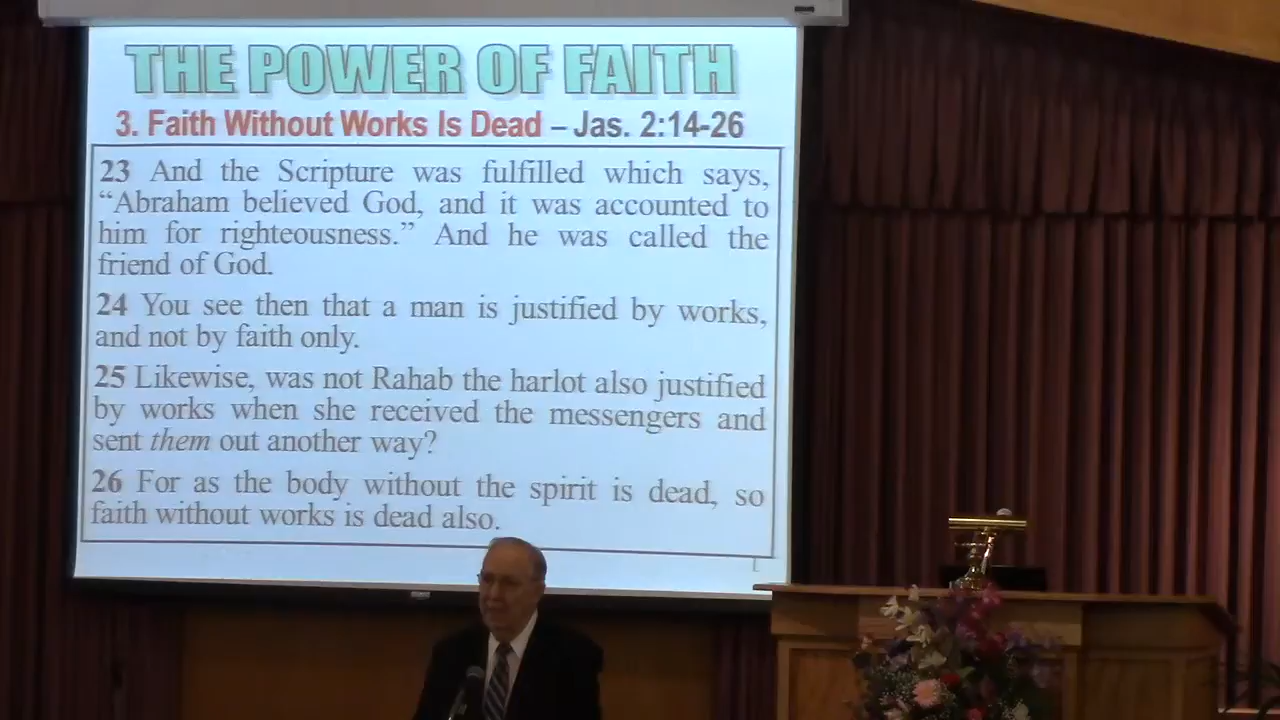 THE POWER OF FAITH
3. Faith Without Works Is Dead – Jas. 2:14-26
23 And the Scripture was fulfilled which says,
“Abraham believed God, and it was accounted to
him for righteousness.” And he was called the
friend of God.
24 You see then that a man is justified by works,
and not by faith only.
25 Likewise, was not Rahab the harlot also justified
by works when she received the messengers and
sent them out another way?
26 For as the body without the spirit is dead, so
faith without works is dead also.